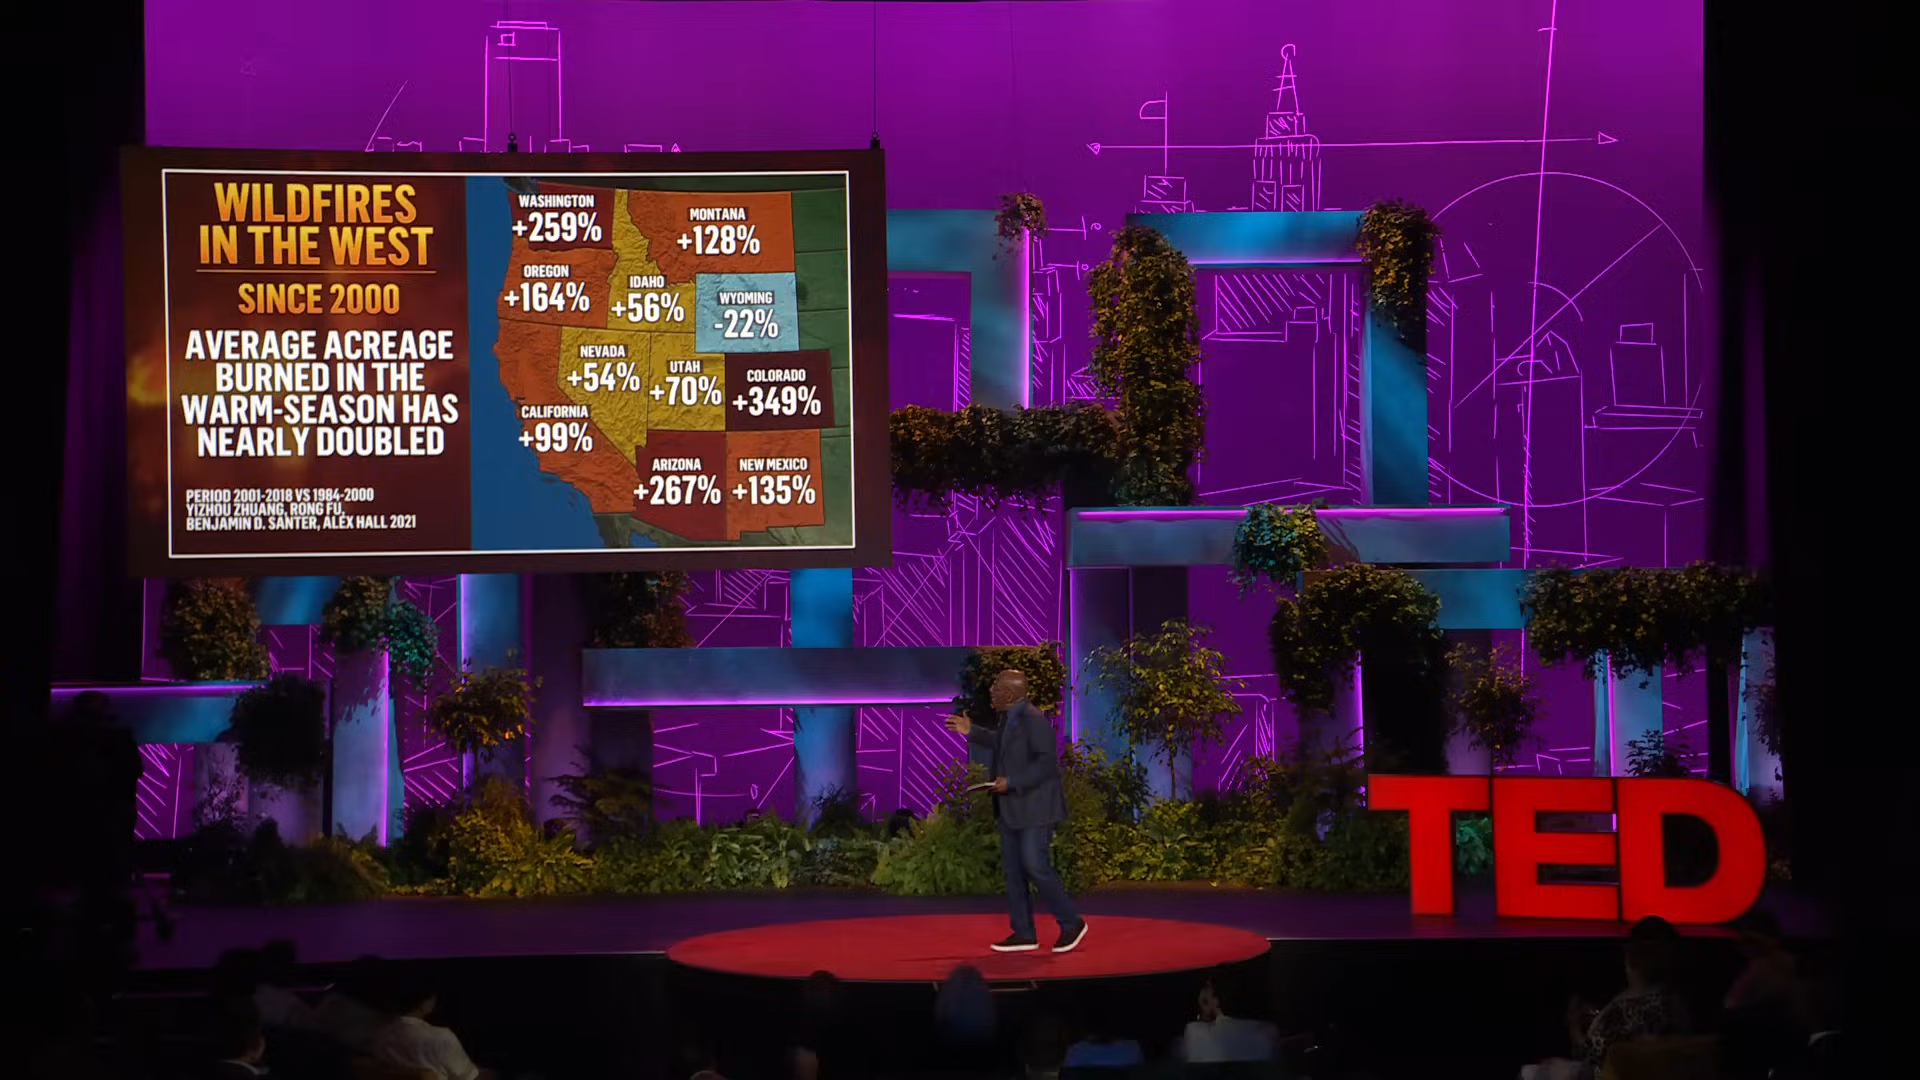 WILDFIRES
IN THE WEST
SINCE 2000
AVERAGE ACREAGE
BURNED IN THE
WARM-SEASON HAS
NEARLY DOUBLED
PERIOD 2001-2018 VS 1984-2000
YIZHOU ZHUANG, RONG FU,
BENJAMIN D. SANTER, ALEX HALL 2021
WASHINGTON
+259%
MONTANA
+128%
OREGON
+164%
IDAHO
+56%
WYOMING
-22%
NEVADA
+54%
UTAH
+70%
COLORADO
+349%
CALIFORNIA
+99%
ARIZONA
+267%
NEW MEXICO
+135%
TED